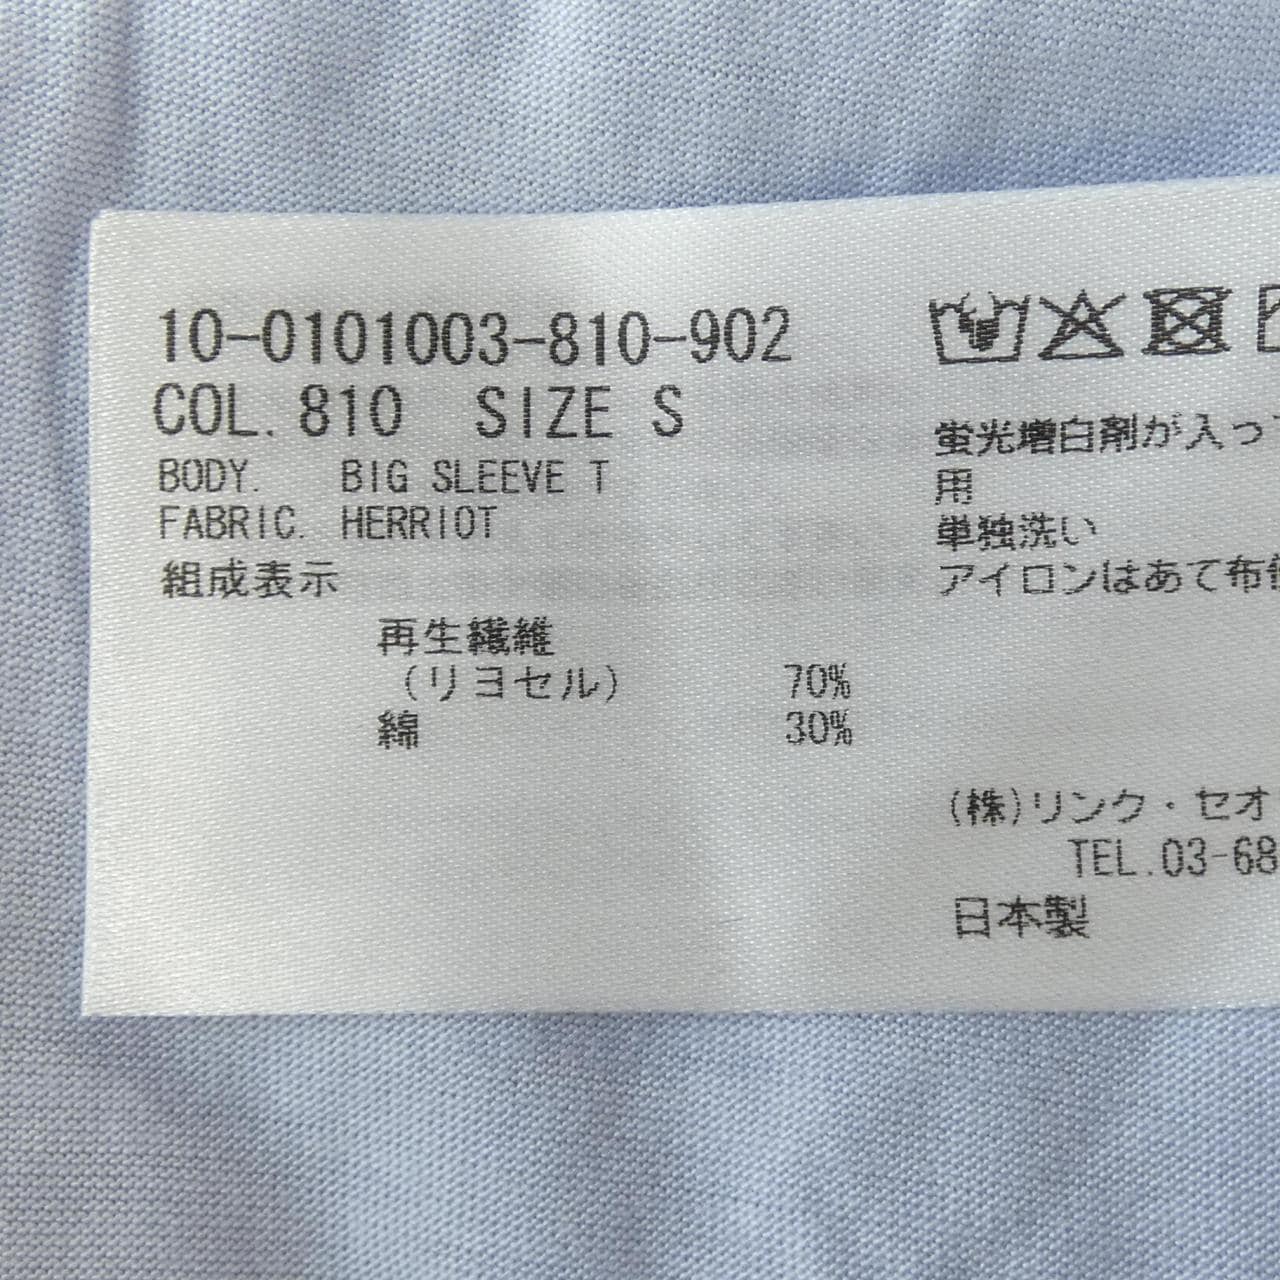 10-0101003-810-902
COL. 810 SIZE S
BODY. BIG SLEEVE T
FABRIC. HERRIOT
組成表示
再生繊維
(リヨセル) 70%
綿 30%
蛍光増白剤が入っ
用
単独洗い
アイロンはあて布
(株)リンク・セオ
TEL.03-68
日本製